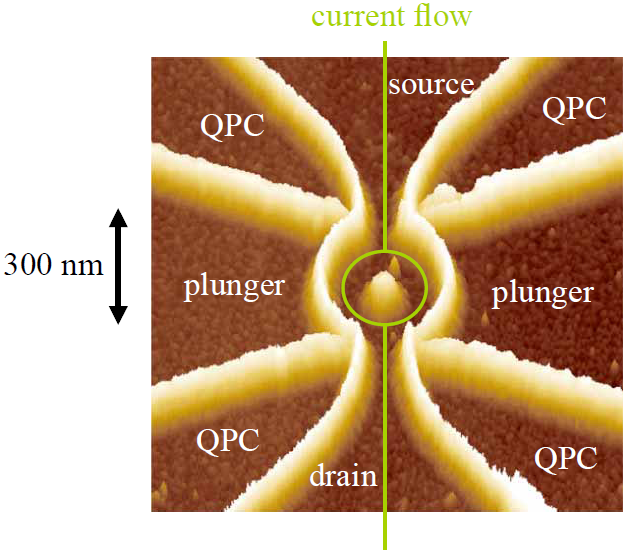 current flow
source
QPC
QPC
300 nm
plunger
plunger
QPC
drain
QPC